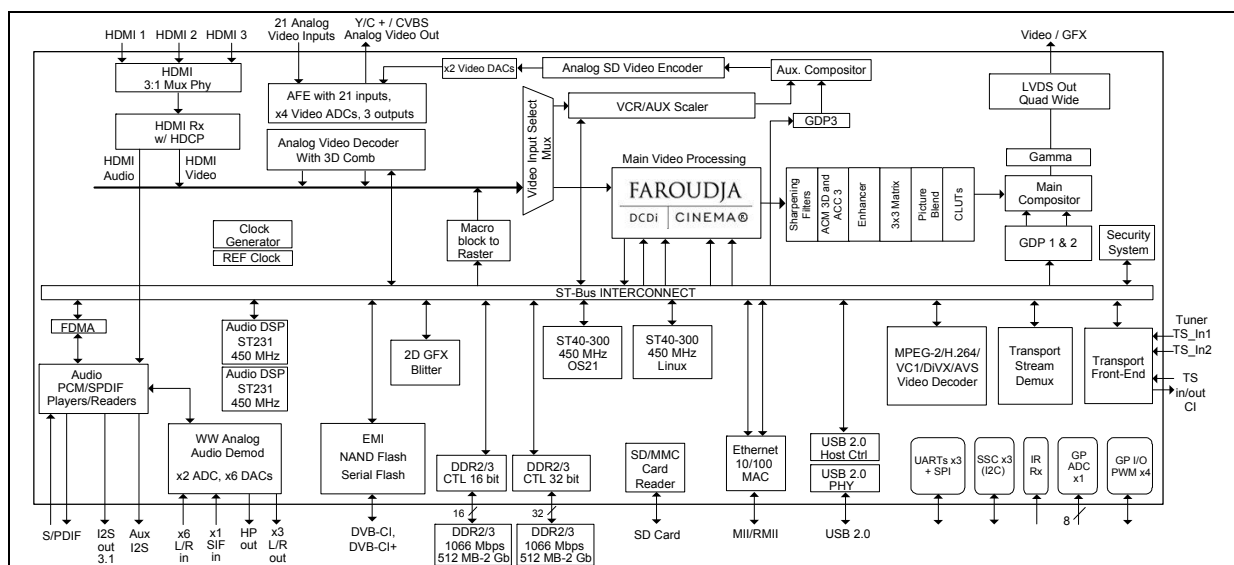 HDMI 1 HDMI 2 HDMI 3
21 Analog
Video Inputs
Y/C + / CVBS
Analog Video Out
Video / GFX
HDMI
3:1 Mux Phy
AFE with 21 inputs,
x4 Video ADCs, 3 outputs
x2 Video DACs
Analog SD Video Encoder
Aux. Compositor
LVDS Out
Quad Wide
HDMI Rx
w/ HDCP
Analog Video Decoder
With 3D Comb
Video Input Select
Mux
VCR/AUX Scaler
GDP3
Gamma
HDMI
Audio
HDMI
Video
Main Video Processing
FAROUDJA
DCDi CINEMA®
Sharpening
Filters
ACM 3D and
ACC 3
Enhancer
3x3 Matrix
Picture
Blend
CLUTs
Main
Compositor
Clock
Generator
REF Clock
Macro
block to
Raster
GDP 1 & 2
Security
System
ST-Bus INTERCONNECT
FDMA
Audio DSP
ST231
450 MHz
Audio DSP
ST231
450 MHz
2D GFX
Blitter
ST40-300
450 MHz
OS21
ST40-300
450 MHz
Linux
MPEG-2/H.264/
VC1/DiVX/AVS
Video Decoder
Transport
Stream
Demux
Transport
Front-End
Tuner
TS_In1
TS_In2
TS
in/out
CI
Audio
PCM/SPDIF
Players/Readers
WW Analog
Audio Demod
x2 ADC, x6 DACs
EMI
NAND Flash
Serial Flash
DDR2/3
CTL 16 bit
DDR2/3
CTL 32 bit
SD/MMC
Card
Reader
Ethernet
10/100
MAC
USB 2.0
Host Ctrl
USB 2.0
PHY
UARTs x3
+ SPI
SSC x3
(I2C)
IR
Rx
GP
ADC
x1
GP I/O
PWM x4
16
32
8
S/PDIF
I2S
out
3.1
Aux
I2S
x6
L/R
in
x1
SIF
in
HP
out
x3
L/R
out
DVB-CI,
DVB-CI+
DDR2/3
1066 Mbps
512 MB-2 Gb
DDR2/3
1066 Mbps
512 MB-2 Gb
SD Card
MII/RMII
USB 2.0